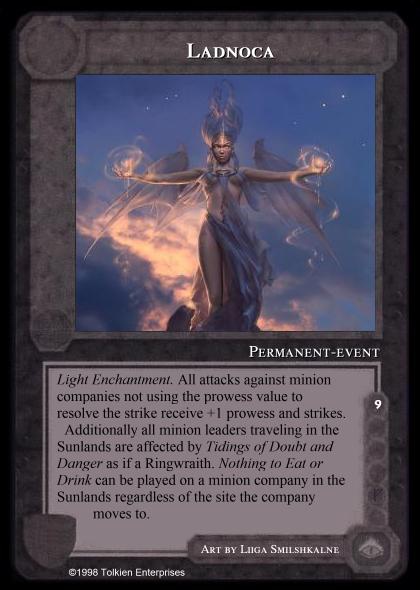 Ladnoca
Permanent-event
Light Enchantment. All attacks against minion
companies not using the prowess value to
resolve the strike receive +1 prowess and strikes.
Additionally all minion leaders traveling in the
Sunlands are affected by Tidings of Doubt and
Danger as if a Ringwraith. Nothing to Eat or
Drink can be played on a minion company in the
Sunlands regardless of the site the company
moves to.
9
Art by Liiga Smilshkalne
©1998 Tolkien Enterprises